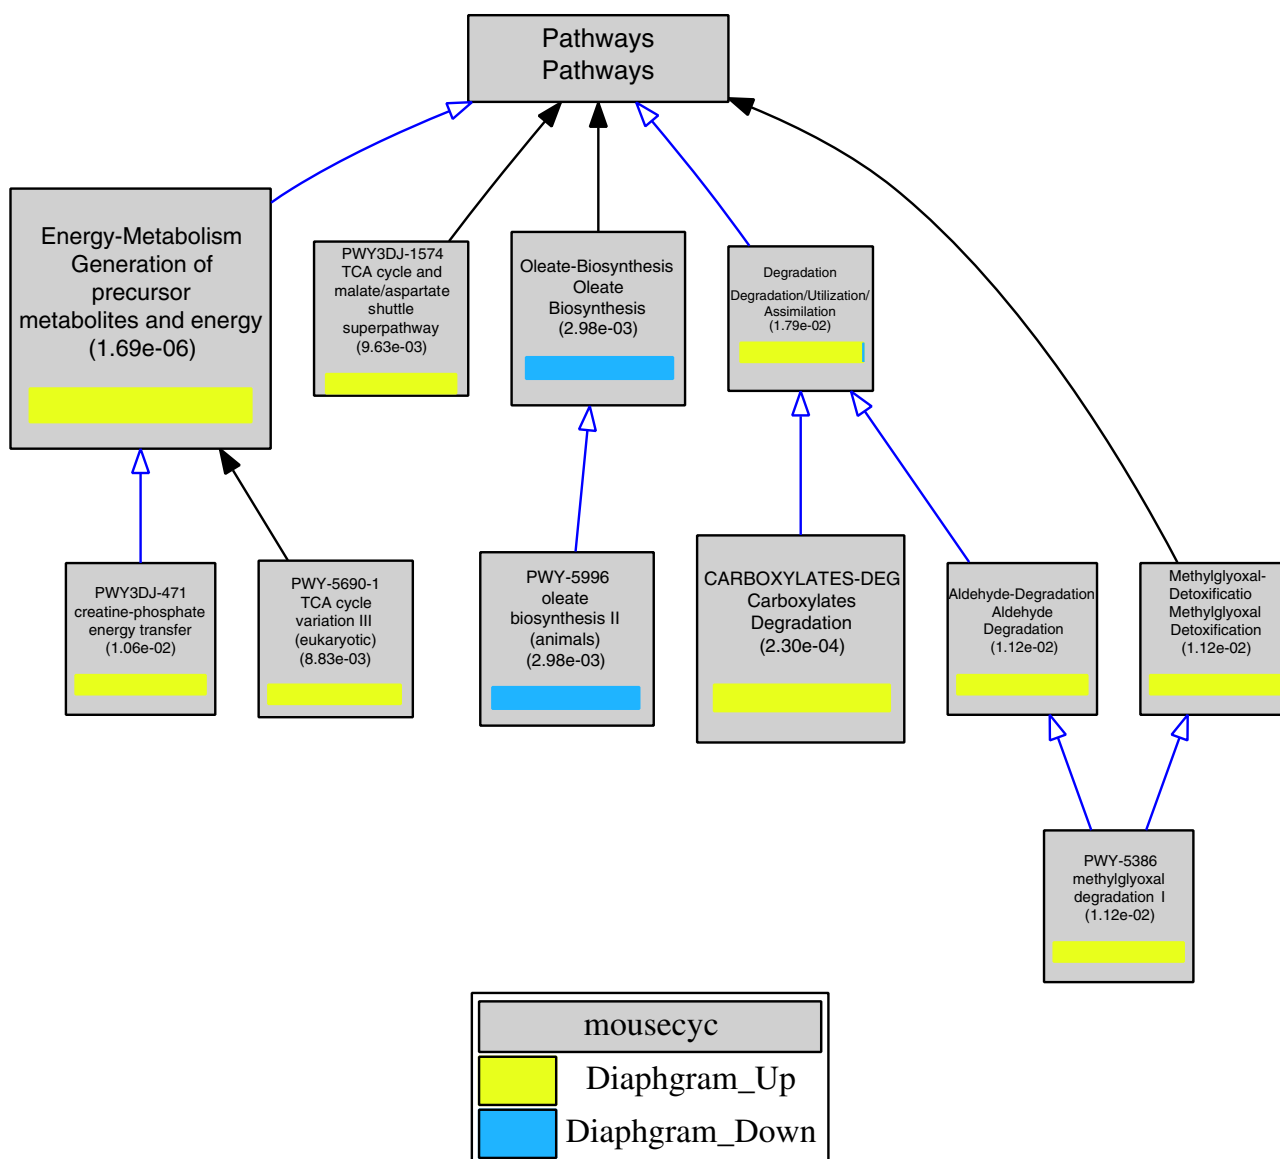 Pathways
Pathways
Energy-Metabolism
Generation of
precursor
metabolites and energy
(1.69e-06)
PWY3DJ-1574
TCA cycle and
malate/aspartate
shuttle
superpathway
(9.63e-03)
Oleate-Biosynthesis
Oleate
Biosynthesis
(2.98e-03)
Degradation
Degradation/Utilization/
Assimilation
(1.79e-02)
PWY3DJ-471
creatine-phosphate
energy transfer
(1.06e-02)
PWY-5690-1
TCA cycle
variation III
(eukaryotic)
(8.83e-03)
PWY-5996
oleate
biosynthesis II
(animals)
(2.98e-03)
CARBOXYLATES-DEG
Carboxylates
Degradation
(2.30e-04)
Aldehyde-Degradation
Aldehyde
Degradation
(1.12e-02)
Methylglyoxal-
Detoxificatio
Methylglyoxal
Detoxification
(1.12e-02)
PWY-5386
methylglyoxal
degradation I
(1.12e-02)
mousecyc
Diaphgram_Up
Diaphgram_Down